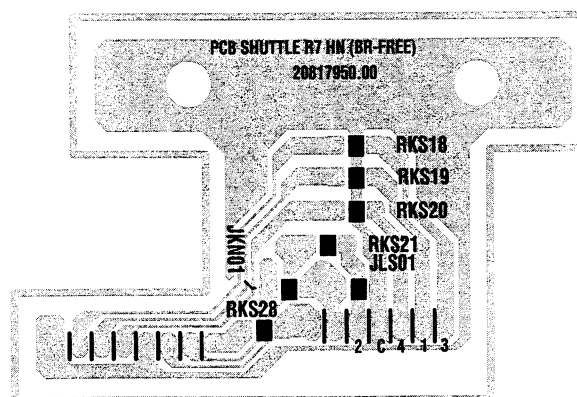 PCB SHUTTLE R7 HN (BR-FREE)
20817950.00
RKS18
RKS19
RKS20
JKN01
RKS21
JLS01
RKS28
2 C 4 1 3